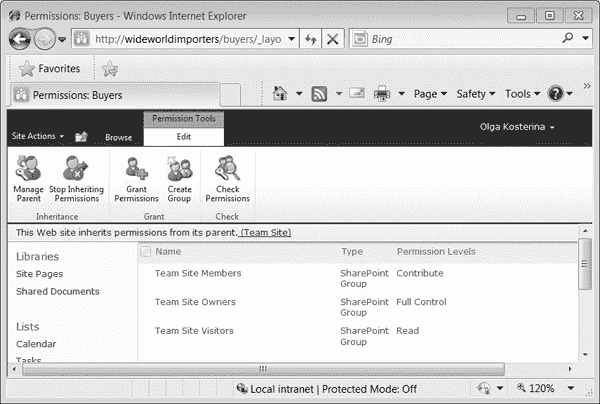 Permissions: Buyers - Windows Internet Explorer
http://wideworldimporters/buyers/_layo
Bing
Favorites
Permissions: Buyers
Page
Safety
Tools
»
Permission Tools
Olga Kosterina
Site Actions
Browse
Edit
Manage Parent
Stop Inheriting Permissions
Grant Permissions
Create Group
Check Permissions
Inheritance
Grant
Check
This Web site inherits permissions from its parent. (Team Site)
Libraries
Site Pages
Shared Documents
Lists
Calendar
Tasks
Name Type Permission Levels
Team Site Members SharePoint Group Contribute
Team Site Owners SharePoint Group Full Control
Team Site Visitors SharePoint Group Read
Local intranet | Protected Mode: Off
120%